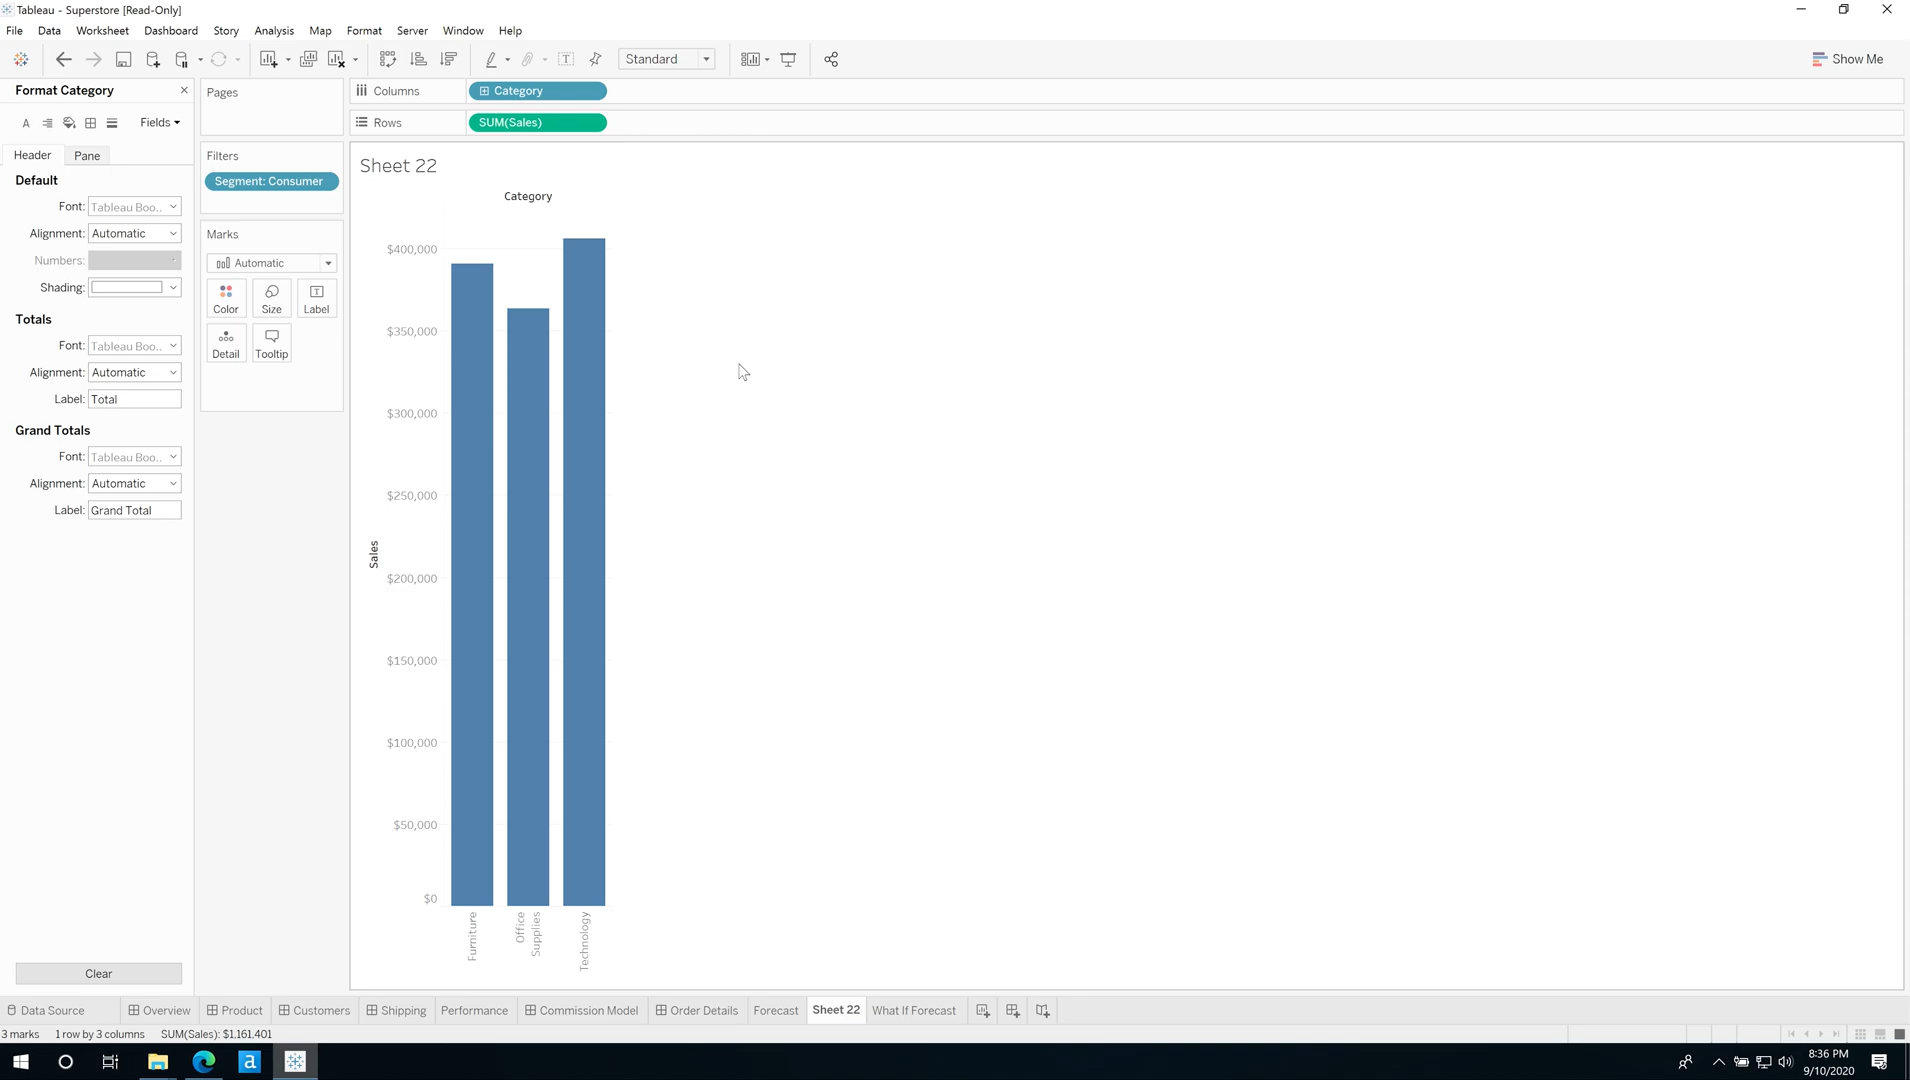 Tableau - Superstore [Read-Only]
File Data Worksheet Dashboard Story Analysis Map Format Server Window Help
Standard
Show Me
Format Category
Fields
Header Pane
Default
Font: Tableau Boo..
Alignment: Automatic
Numbers:
Shading:
Totals
Font: Tableau Boo..
Alignment: Automatic
Label: Total
Grand Totals
Font: Tableau Boo..
Alignment: Automatic
Label: Grand Total
Clear
Pages
Filters
Segment: Consumer
Marks
Automatic
Color Size Label
Detail Tooltip
Columns Category
Rows SUM(Sales)
Sheet 22
Category
$400,000
$350,000
$300,000
$250,000
$200,000
$150,000
$100,000
$50,000
$0
Sales
Furniture
Office
Supplies
Technology
Data Source Overview Product Customers Shipping Performance Commission Model Order Details Forecast Sheet 22 What If Forecast
3 marks 1 row by 3 columns SUM(Sales): $1,161,401
a
8:36 PM
9/10/2020